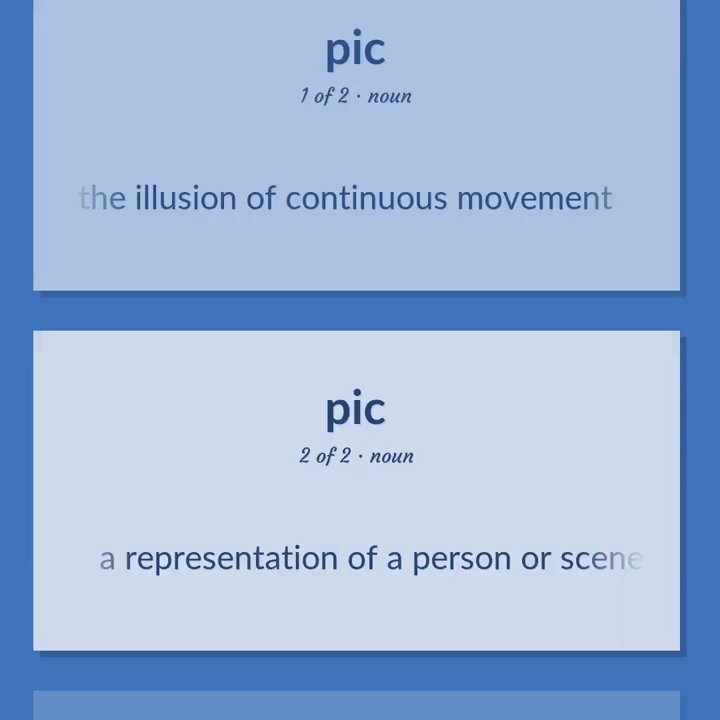 pic
1 of 2 · noun
the illusion of continuous movement
pic
2 of 2 · noun
a representation of a person or scene